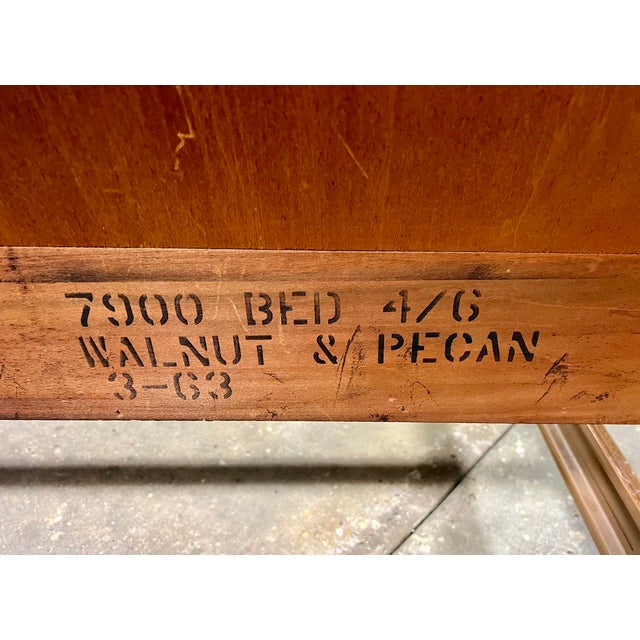 7900 BED 4/6
WALNUT & PECAN
3-63